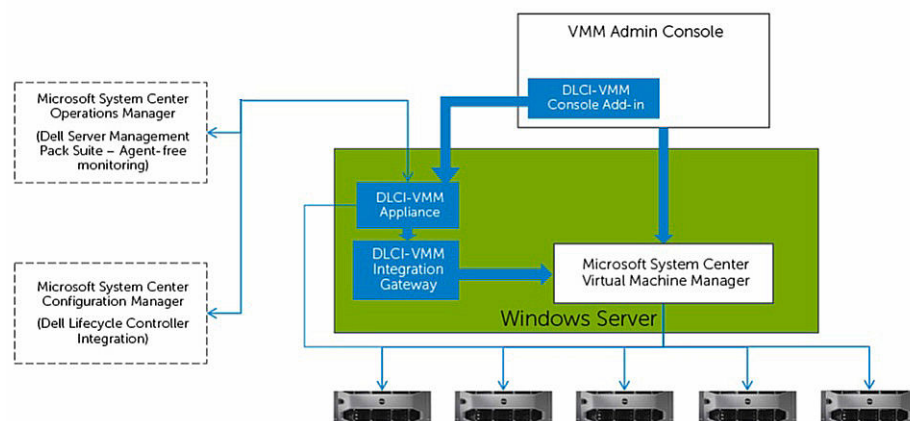 VMM Admin Console
DLCI-VMM
Console Add-in
Microsoft System Center
Operations Manager
(Dell Server Management
Pack Suite – Agent-free
monitoring)
DLCI-VMM
Appliance
DLCI-VMM
Integration
Gateway
Microsoft System Center
Virtual Machine Manager
Microsoft System Center
Configuration Manager
(Dell Lifecycle Controller
Integration)
Windows Server